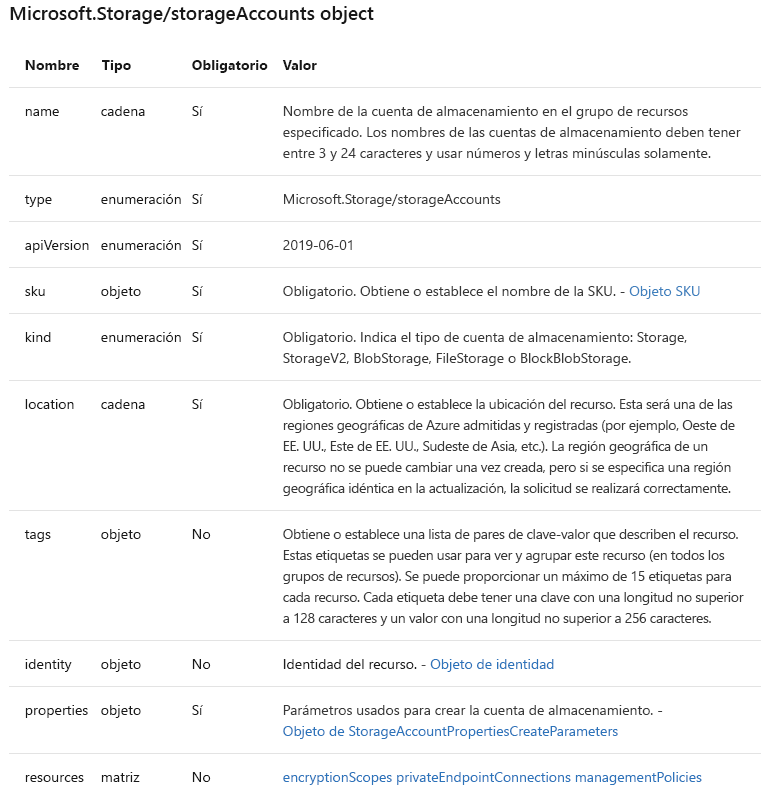 Microsoft.Storage/storageAccounts object
Nombre Tipo Obligatorio Valor
name cadena Sí Nombre de la cuenta de almacenamiento en el grupo de recursos
especificado. Los nombres de las cuentas de almacenamiento deben tener
entre 3 y 24 caracteres y usar números y letras minúsculas solamente.
type enumeración Sí Microsoft.Storage/storageAccounts
apiVersion enumeración Sí 2019-06-01
sku objeto Sí Obligatorio. Obtiene o establece el nombre de la SKU. - Objeto SKU
kind enumeración Sí Obligatorio. Indica el tipo de cuenta de almacenamiento: Storage,
StorageV2, BlobStorage, FileStorage o BlockBlobStorage.
location cadena Sí Obligatorio. Obtiene o establece la ubicación del recurso. Esta será una de las
regiones geográficas de Azure admitidas y registradas (por ejemplo, Oeste de
EE. UU., Este de EE. UU., Sudeste de Asia, etc.). La región geográfica de un
recurso no se puede cambiar una vez creada, pero si se especifica una región
geográfica idéntica en la actualización, la solicitud se realizará correctamente.
tags objeto No Obtiene o establece una lista de pares de clave-valor que describen el recurso.
Estas etiquetas se pueden usar para ver y agrupar este recurso (en todos los
grupos de recursos). Se puede proporcionar un máximo de 15 etiquetas para
cada recurso. Cada etiqueta debe tener una clave con una longitud no superior
a 128 caracteres y un valor con una longitud no superior a 256 caracteres.
identity objeto No Identidad del recurso. - Objeto de identidad
properties objeto Sí Parámetros usados para crear la cuenta de almacenamiento. -
Objeto de StorageAccountPropertiesCreateParameters
resources matriz No encryptionScopes privateEndpointConnections managementPolicies